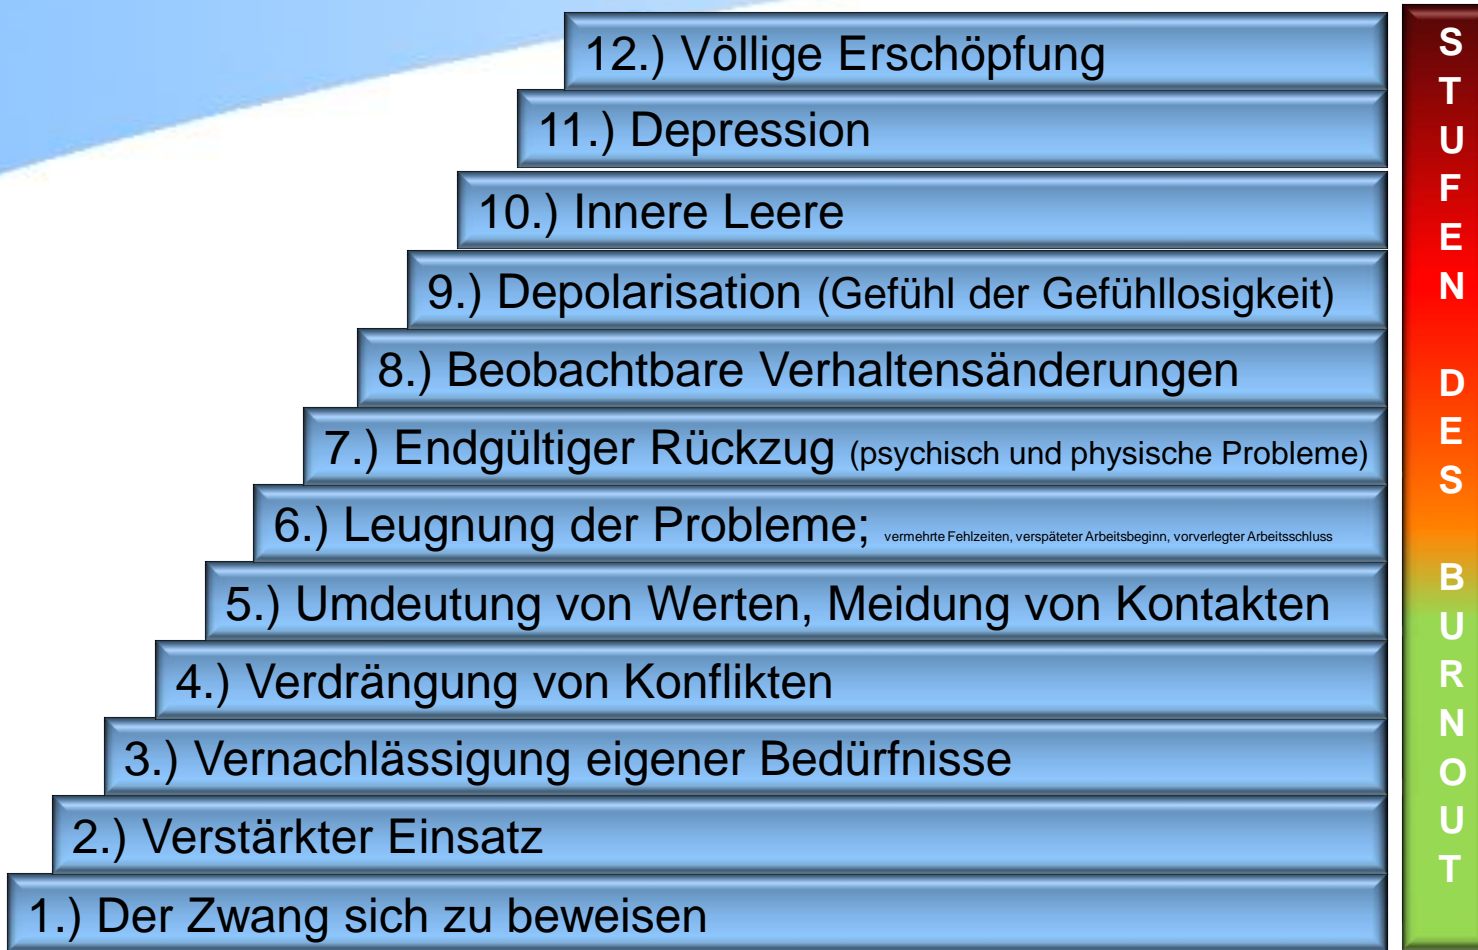 12.) Völlige Erschöpfung
11.) Depression
10.) Innere Leere
9.) Depolarisation (Gefühl der Gefühllosigkeit)
8.) Beobachtbare Verhaltensänderungen
7.) Endgültiger Rückzug (psychisch und physische Probleme)
6.) Leugnung der Probleme; vermehrte Fehlzeiten, verspäteter Arbeitsbeginn, vorverlegter Arbeitsschluss
5.) Umdeutung von Werten, Meidung von Kontakten
4.) Verdrängung von Konflikten
3.) Vernachlässigung eigener Bedürfnisse
2.) Verstärkter Einsatz
1.) Der Zwang sich zu beweisen
STUFEN DES BURNOUT